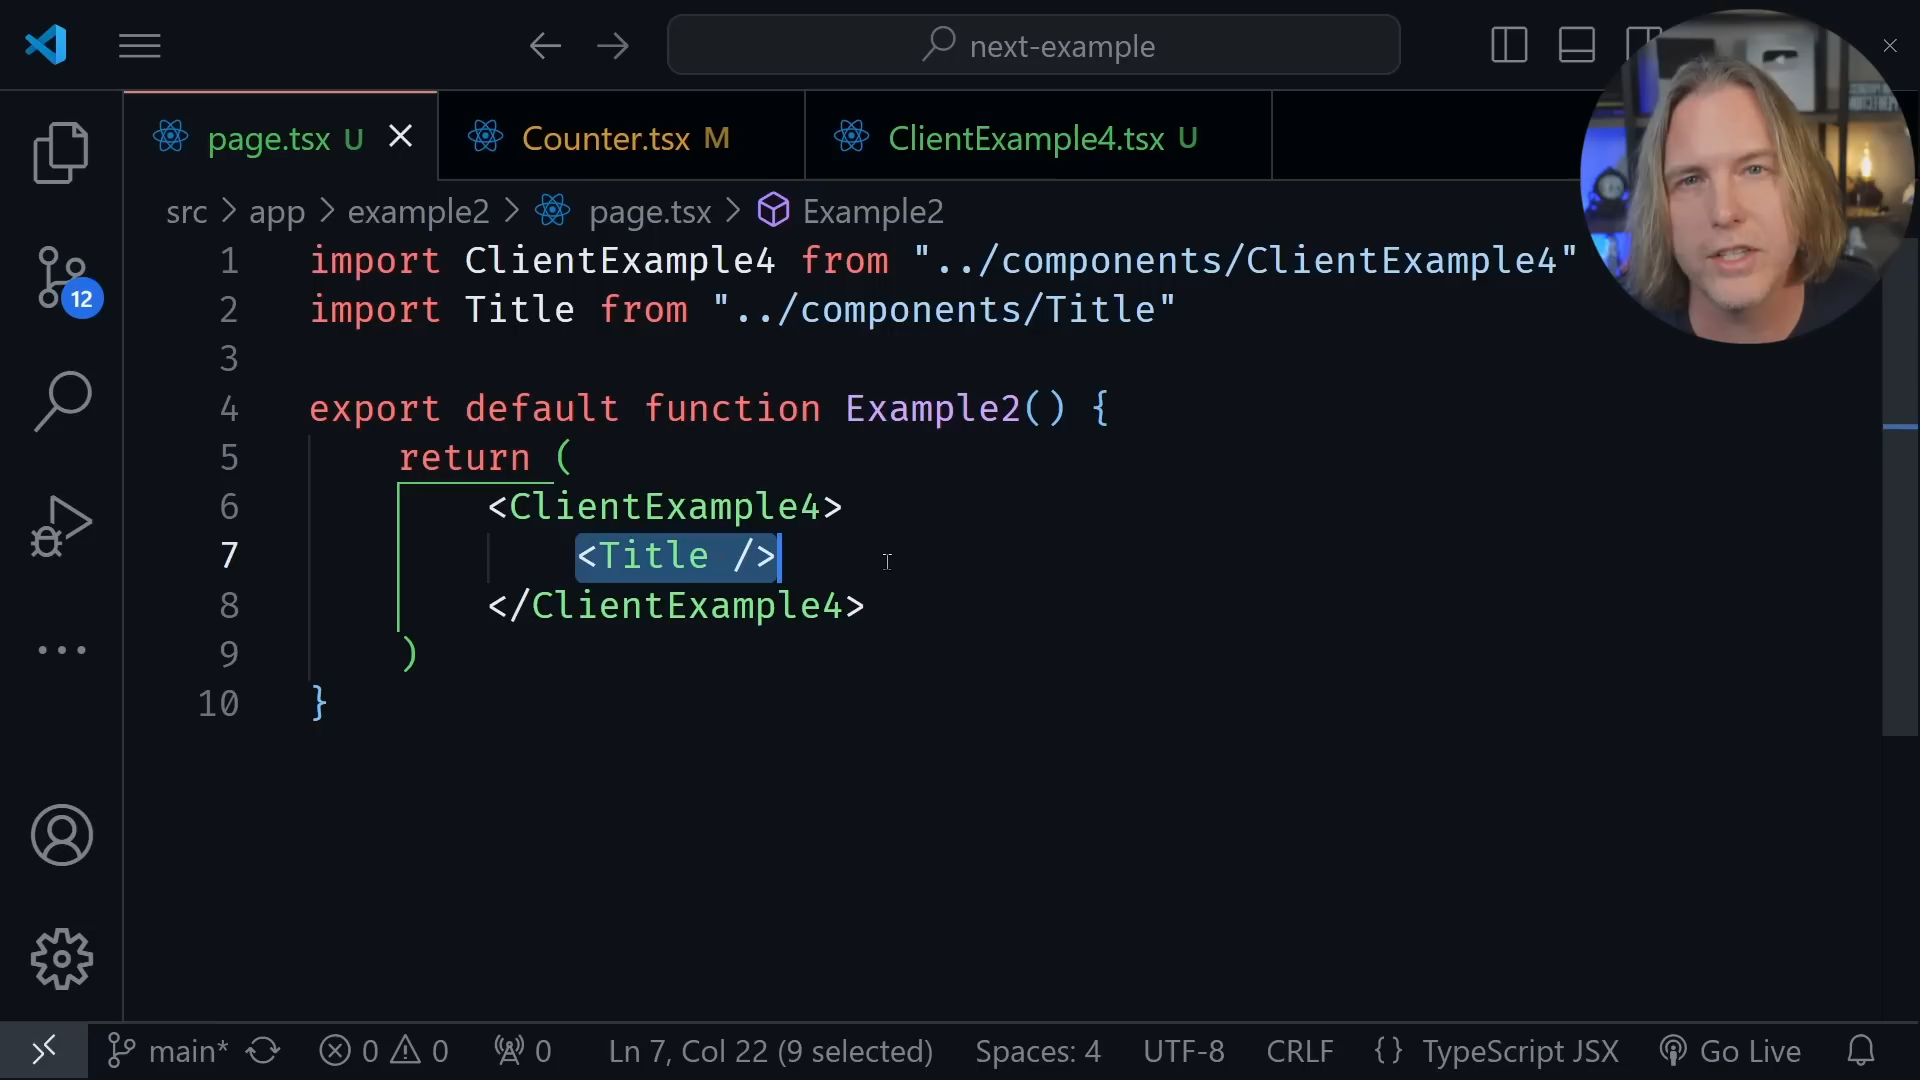 next-example
page.tsx U
Counter.tsx M
ClientExample4.tsx U
src > app > example2 > page.tsx > Example2
12
1 import ClientExample4 from "../components/ClientExample4"
2 import Title from "../components/Title"
3
4 export default function Example2() {
5 return (
6 <ClientExample4>
7 <Title />
8 </ClientExample4>
9 )
10 }
main* 0 0 0 Ln 7, Col 22 (9 selected) Spaces: 4 UTF-8 CRLF {} TypeScript JSX Go Live